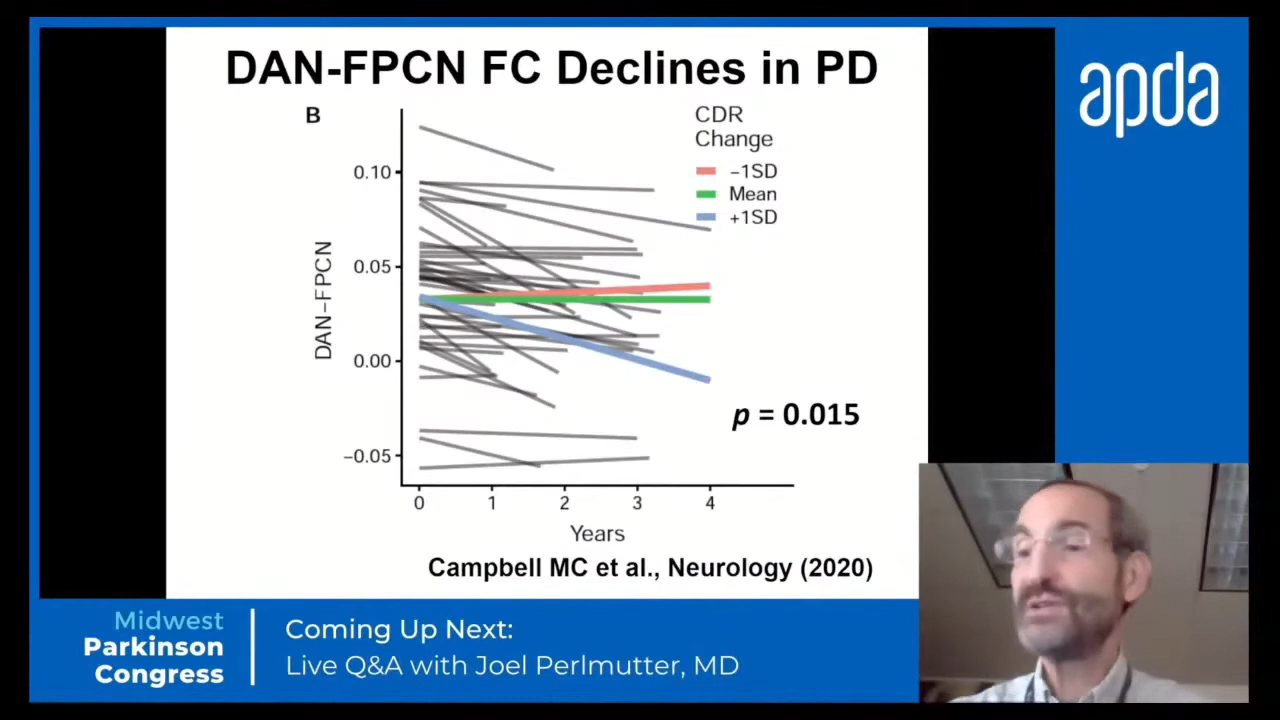 DAN-FPCN FC Declines in PD
B
CDR
Change
−1SD
Mean
+1SD
0.10
0.05
0.00
−0.05
DAN−FPCN
0 1 2 3 4
Years
p = 0.015
Campbell MC et al., Neurology (2020)
apda
Midwest
Parkinson
Congress
Coming Up Next:
Live Q&A with Joel Perlmutter, MD